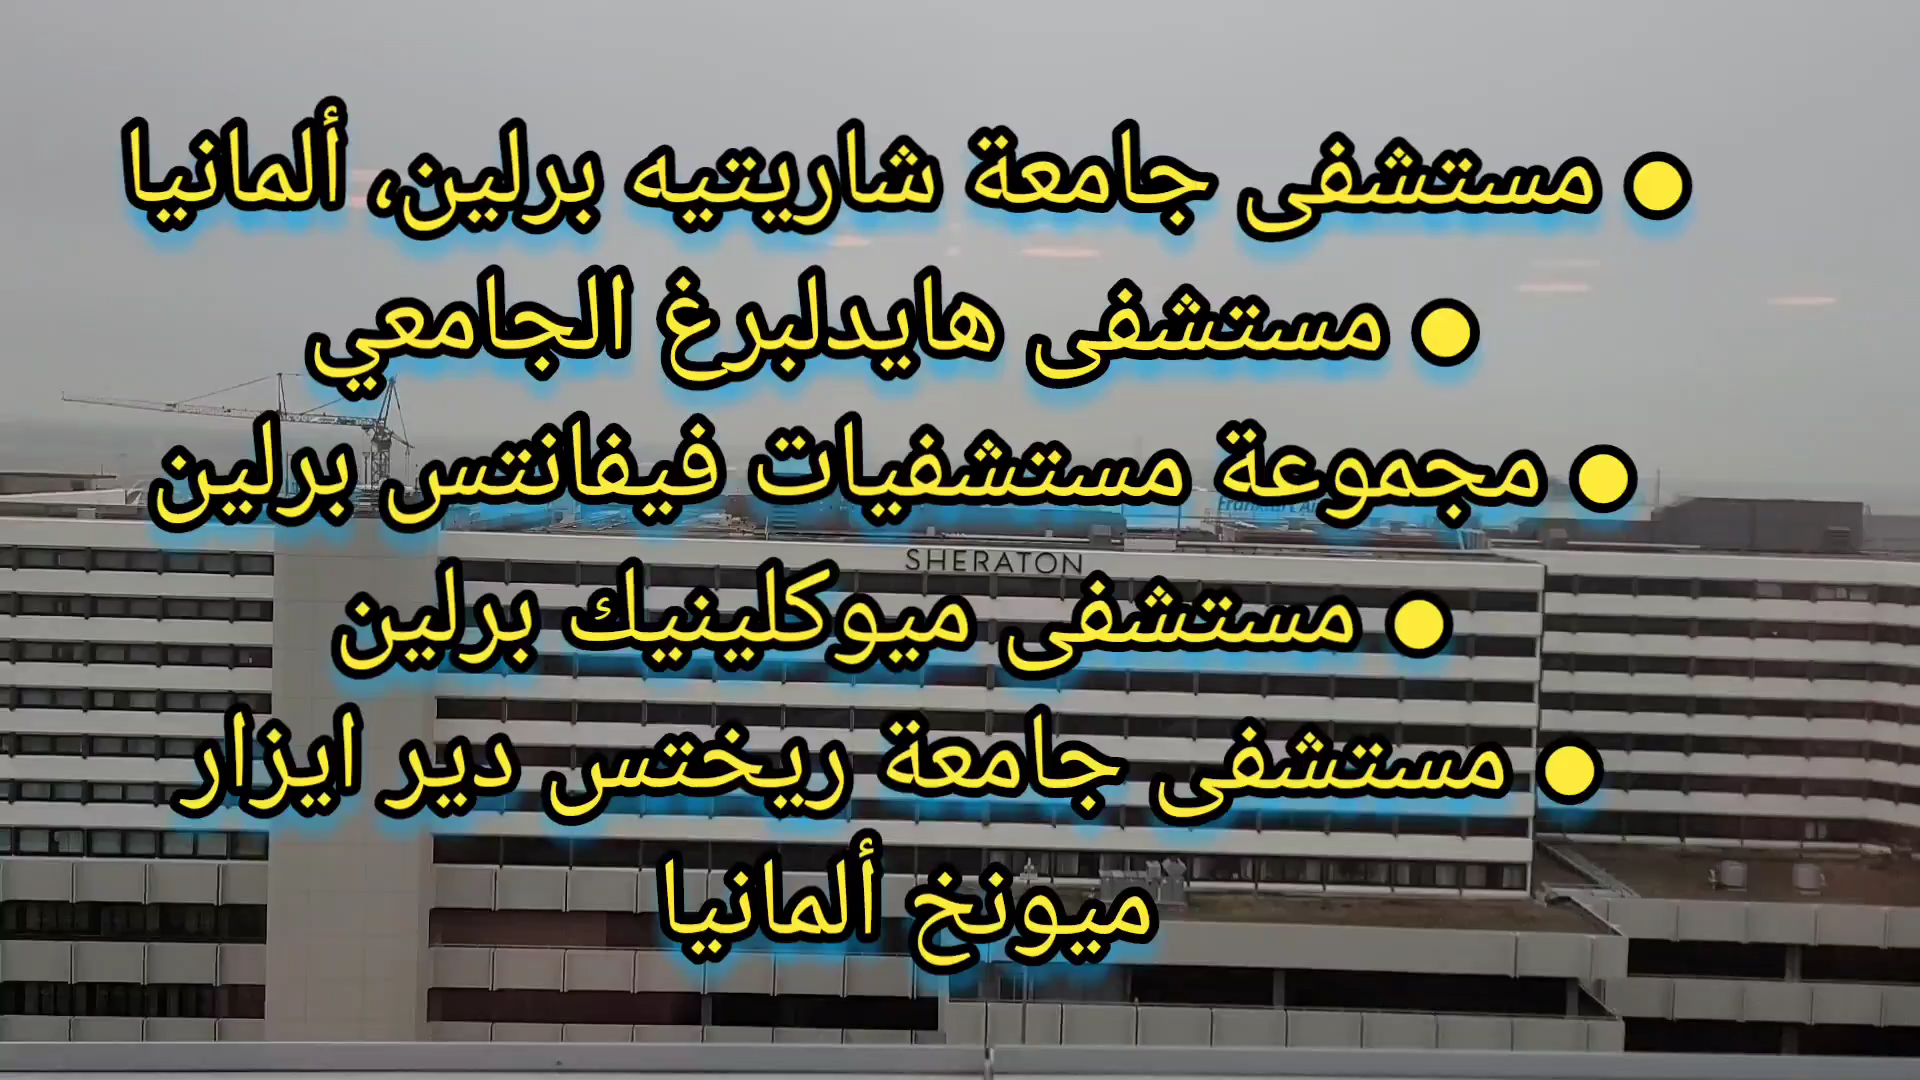 ● مستشفى جامعة شاريتيه برلين، ألمانيا
● مستشفى هايدلبرغ الجامعي
● مجموعة مستشفيات فيفانتس برلين
SHERATON
● مستشفى ميوكلينيك برلين
● مستشفى جامعة ريختس دير ايزار
ميونخ ألمانيا